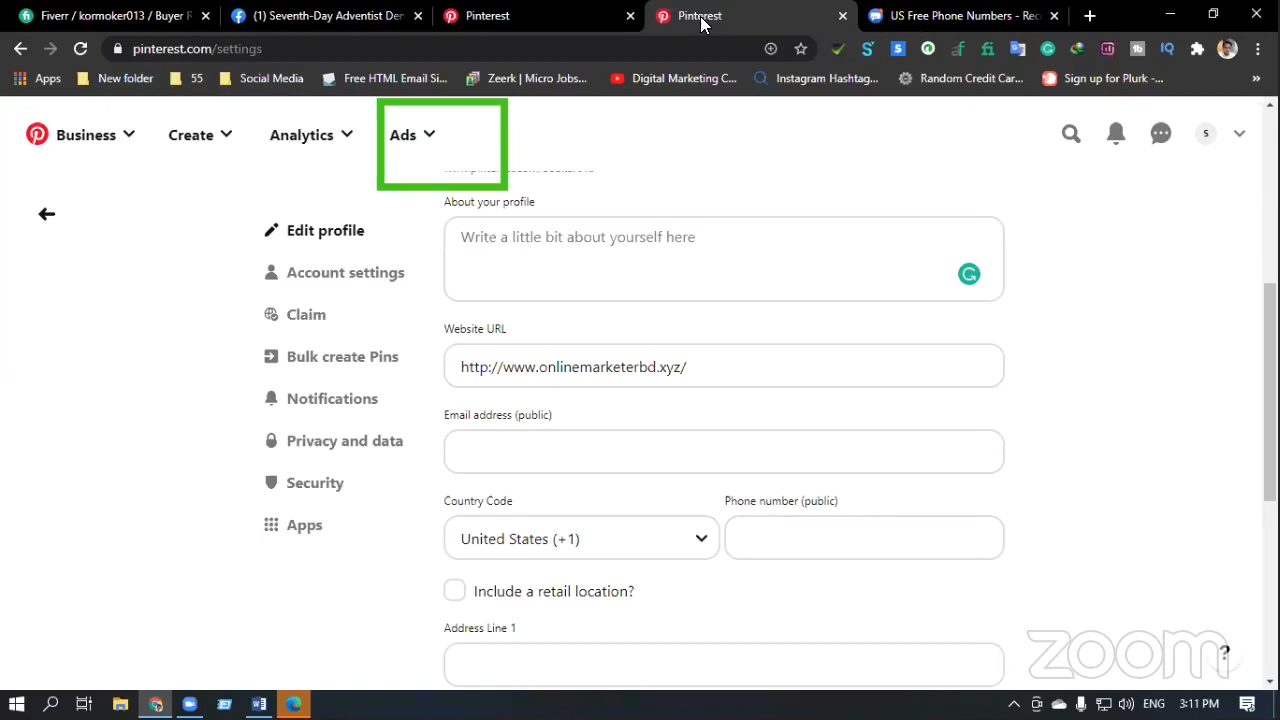 Fiverr / kormoker013 / Buyer R
(1) Seventh-Day Adventist Den
Pinterest
Pinterest
US Free Phone Numbers - Rec
pinterest.com/settings
Apps
New folder
55
Social Media
Free HTML Email Si...
Zeerk | Micro Jobs...
Digital Marketing C...
Instagram Hashtag...
Random Credit Car...
Sign up for Plurk -...
Business
Create
Analytics
Ads
S
About your profile
Edit profile
Write a little bit about yourself here
Account settings
Claim
Website URL
Bulk create Pins
http://www.onlinemarketerbd.xyz/
Notifications
Email address (public)
Privacy and data
Security
Country Code
Phone number (public)
Apps
United States (+1)
Include a retail location?
Address Line 1
zoom
?
ENG
3:11 PM